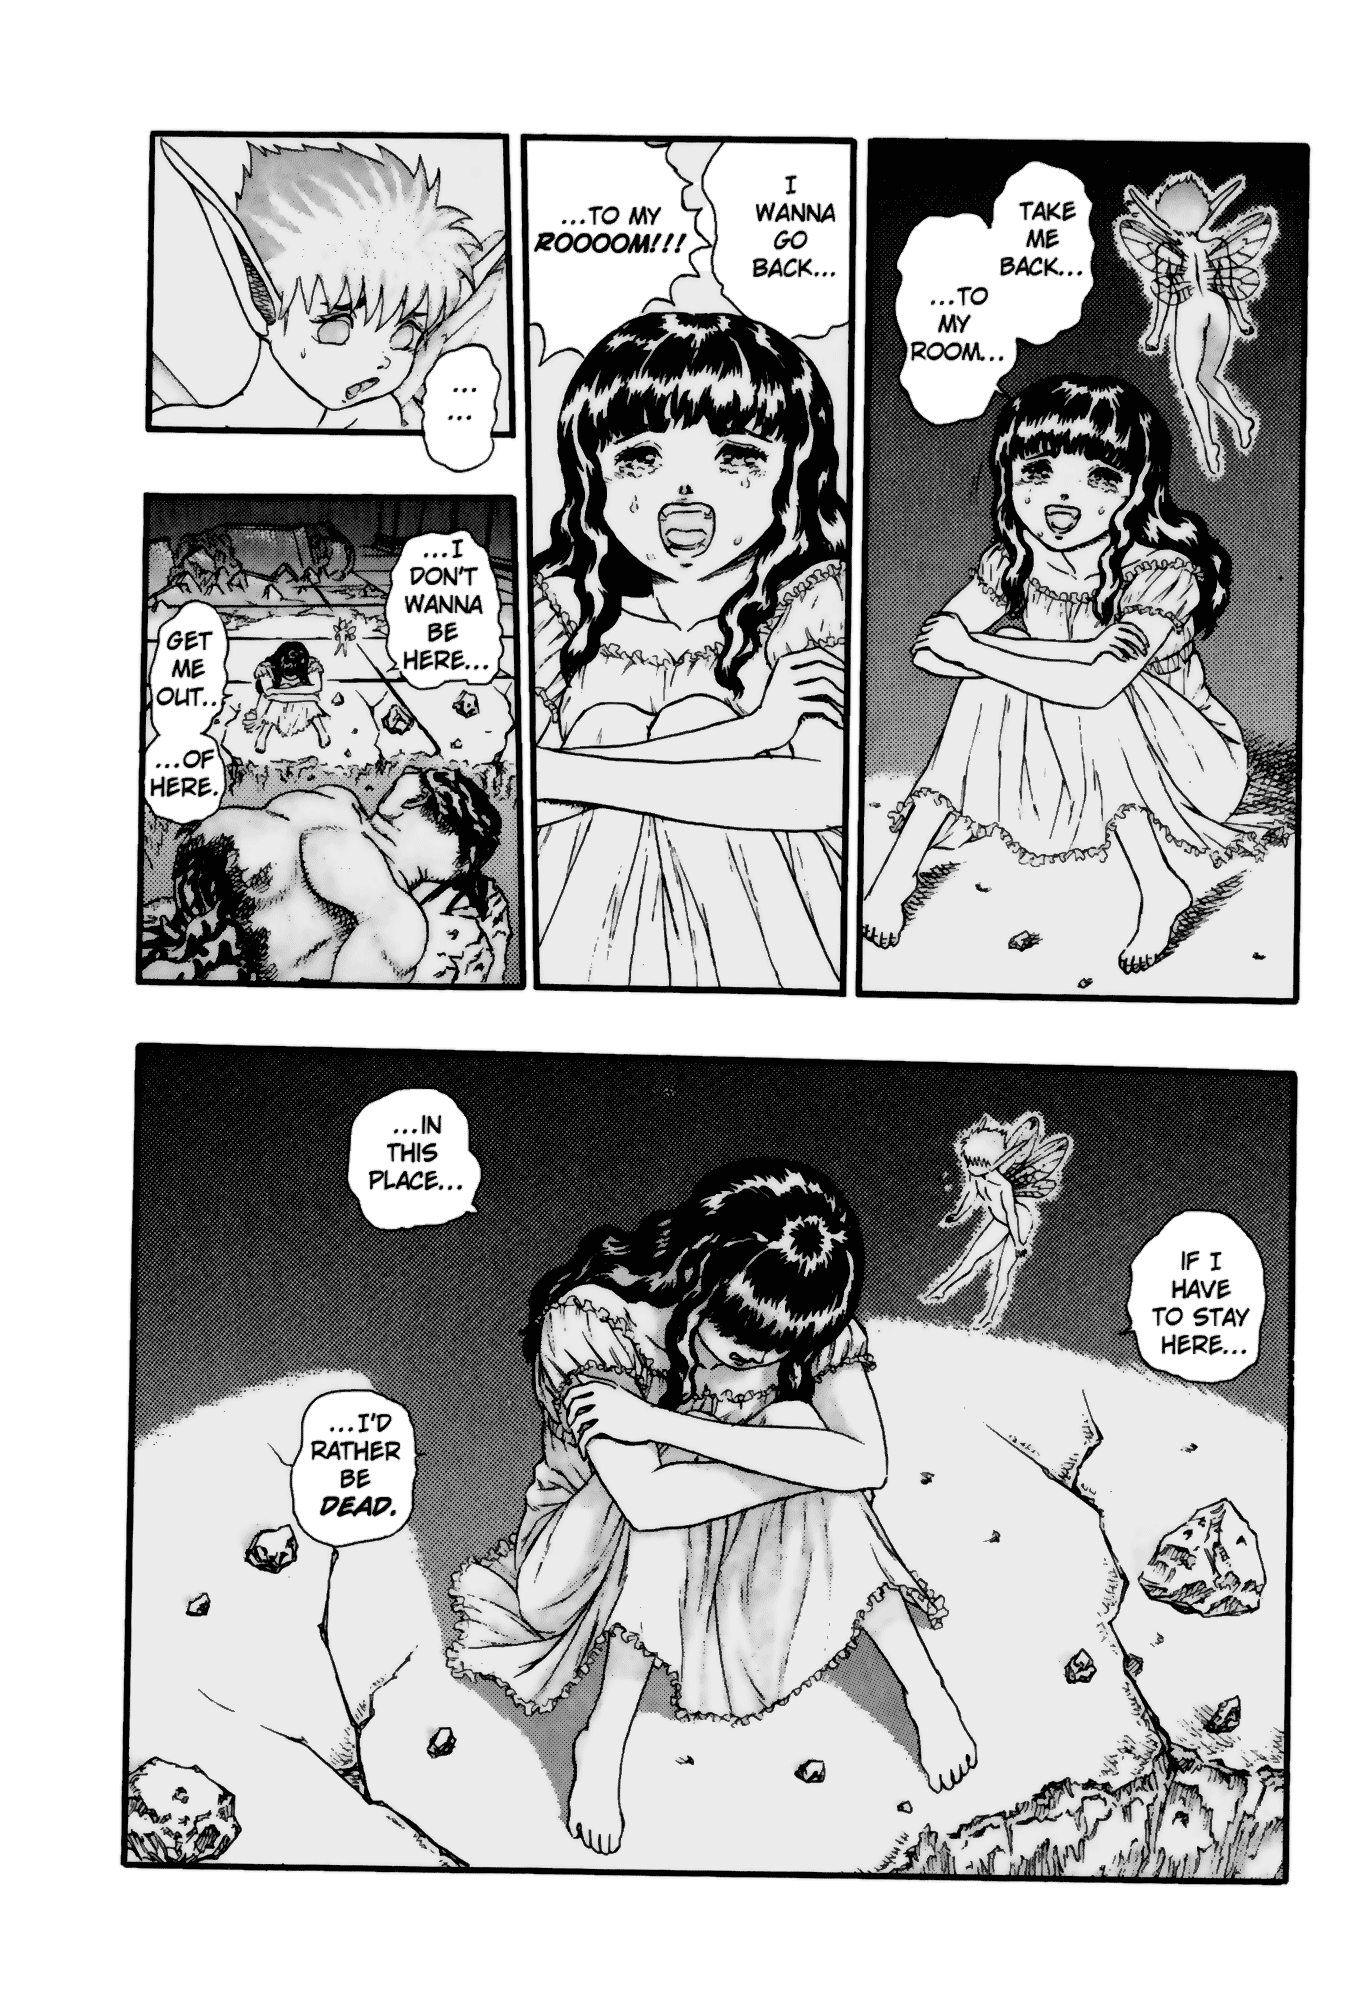 TAKE
ME
BACK...
...TO
MY
ROOM...
I
WANNA
GO
BACK...
...TO MY
ROOOOM!!!
...
...
...I
DON'T
WANNA
BE
HERE...
GET
ME
OUT...
...OF
HERE.
IF I
HAVE
TO STAY
HERE...
...IN
THIS
PLACE...
...I'D
RATHER
BE
DEAD.